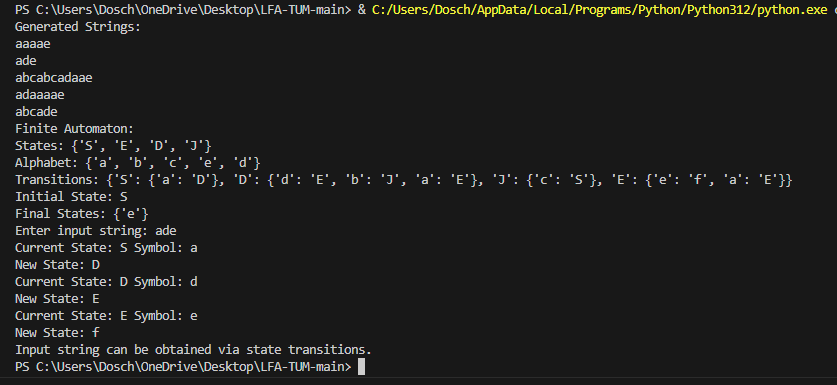 PS C:\Users\Dosch\OneDrive\Desktop\LFA-TUM-main> & C:/Users/Dosch/AppData/Local/Programs/Python/Python312/python.exe
Generated Strings:
aaaae
ade
abcabcadaae
adaaaae
abcade
Finite Automaton:
States: {'S', 'E', 'D', 'J'}
Alphabet: {'a', 'b', 'c', 'e', 'd'}
Transitions: {'S': {'a': 'D'}, 'D': {'d': 'E', 'b': 'J', 'a': 'E'}, 'J': {'c': 'S'}, 'E': {'e': 'f', 'a': 'E'}}
Initial State: S
Final States: {'e'}
Enter input string: ade
Current State: S Symbol: a
New State: D
Current State: D Symbol: d
New State: E
Current State: E Symbol: e
New State: f
Input string can be obtained via state transitions.
PS C:\Users\Dosch\OneDrive\Desktop\LFA-TUM-main>